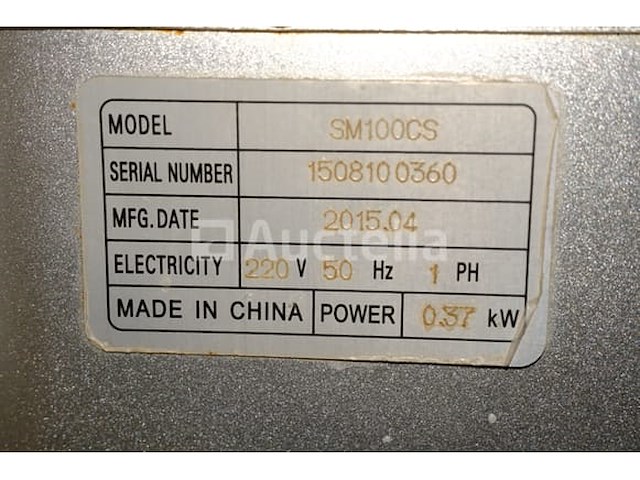 MODEL SM100CS
SERIAL NUMBER 1508100360
MFG.DATE 2015.04
Auctelia
ELECTRICITY 220 V 50 Hz 1 PH
MADE IN CHINA POWER 0.37 kW